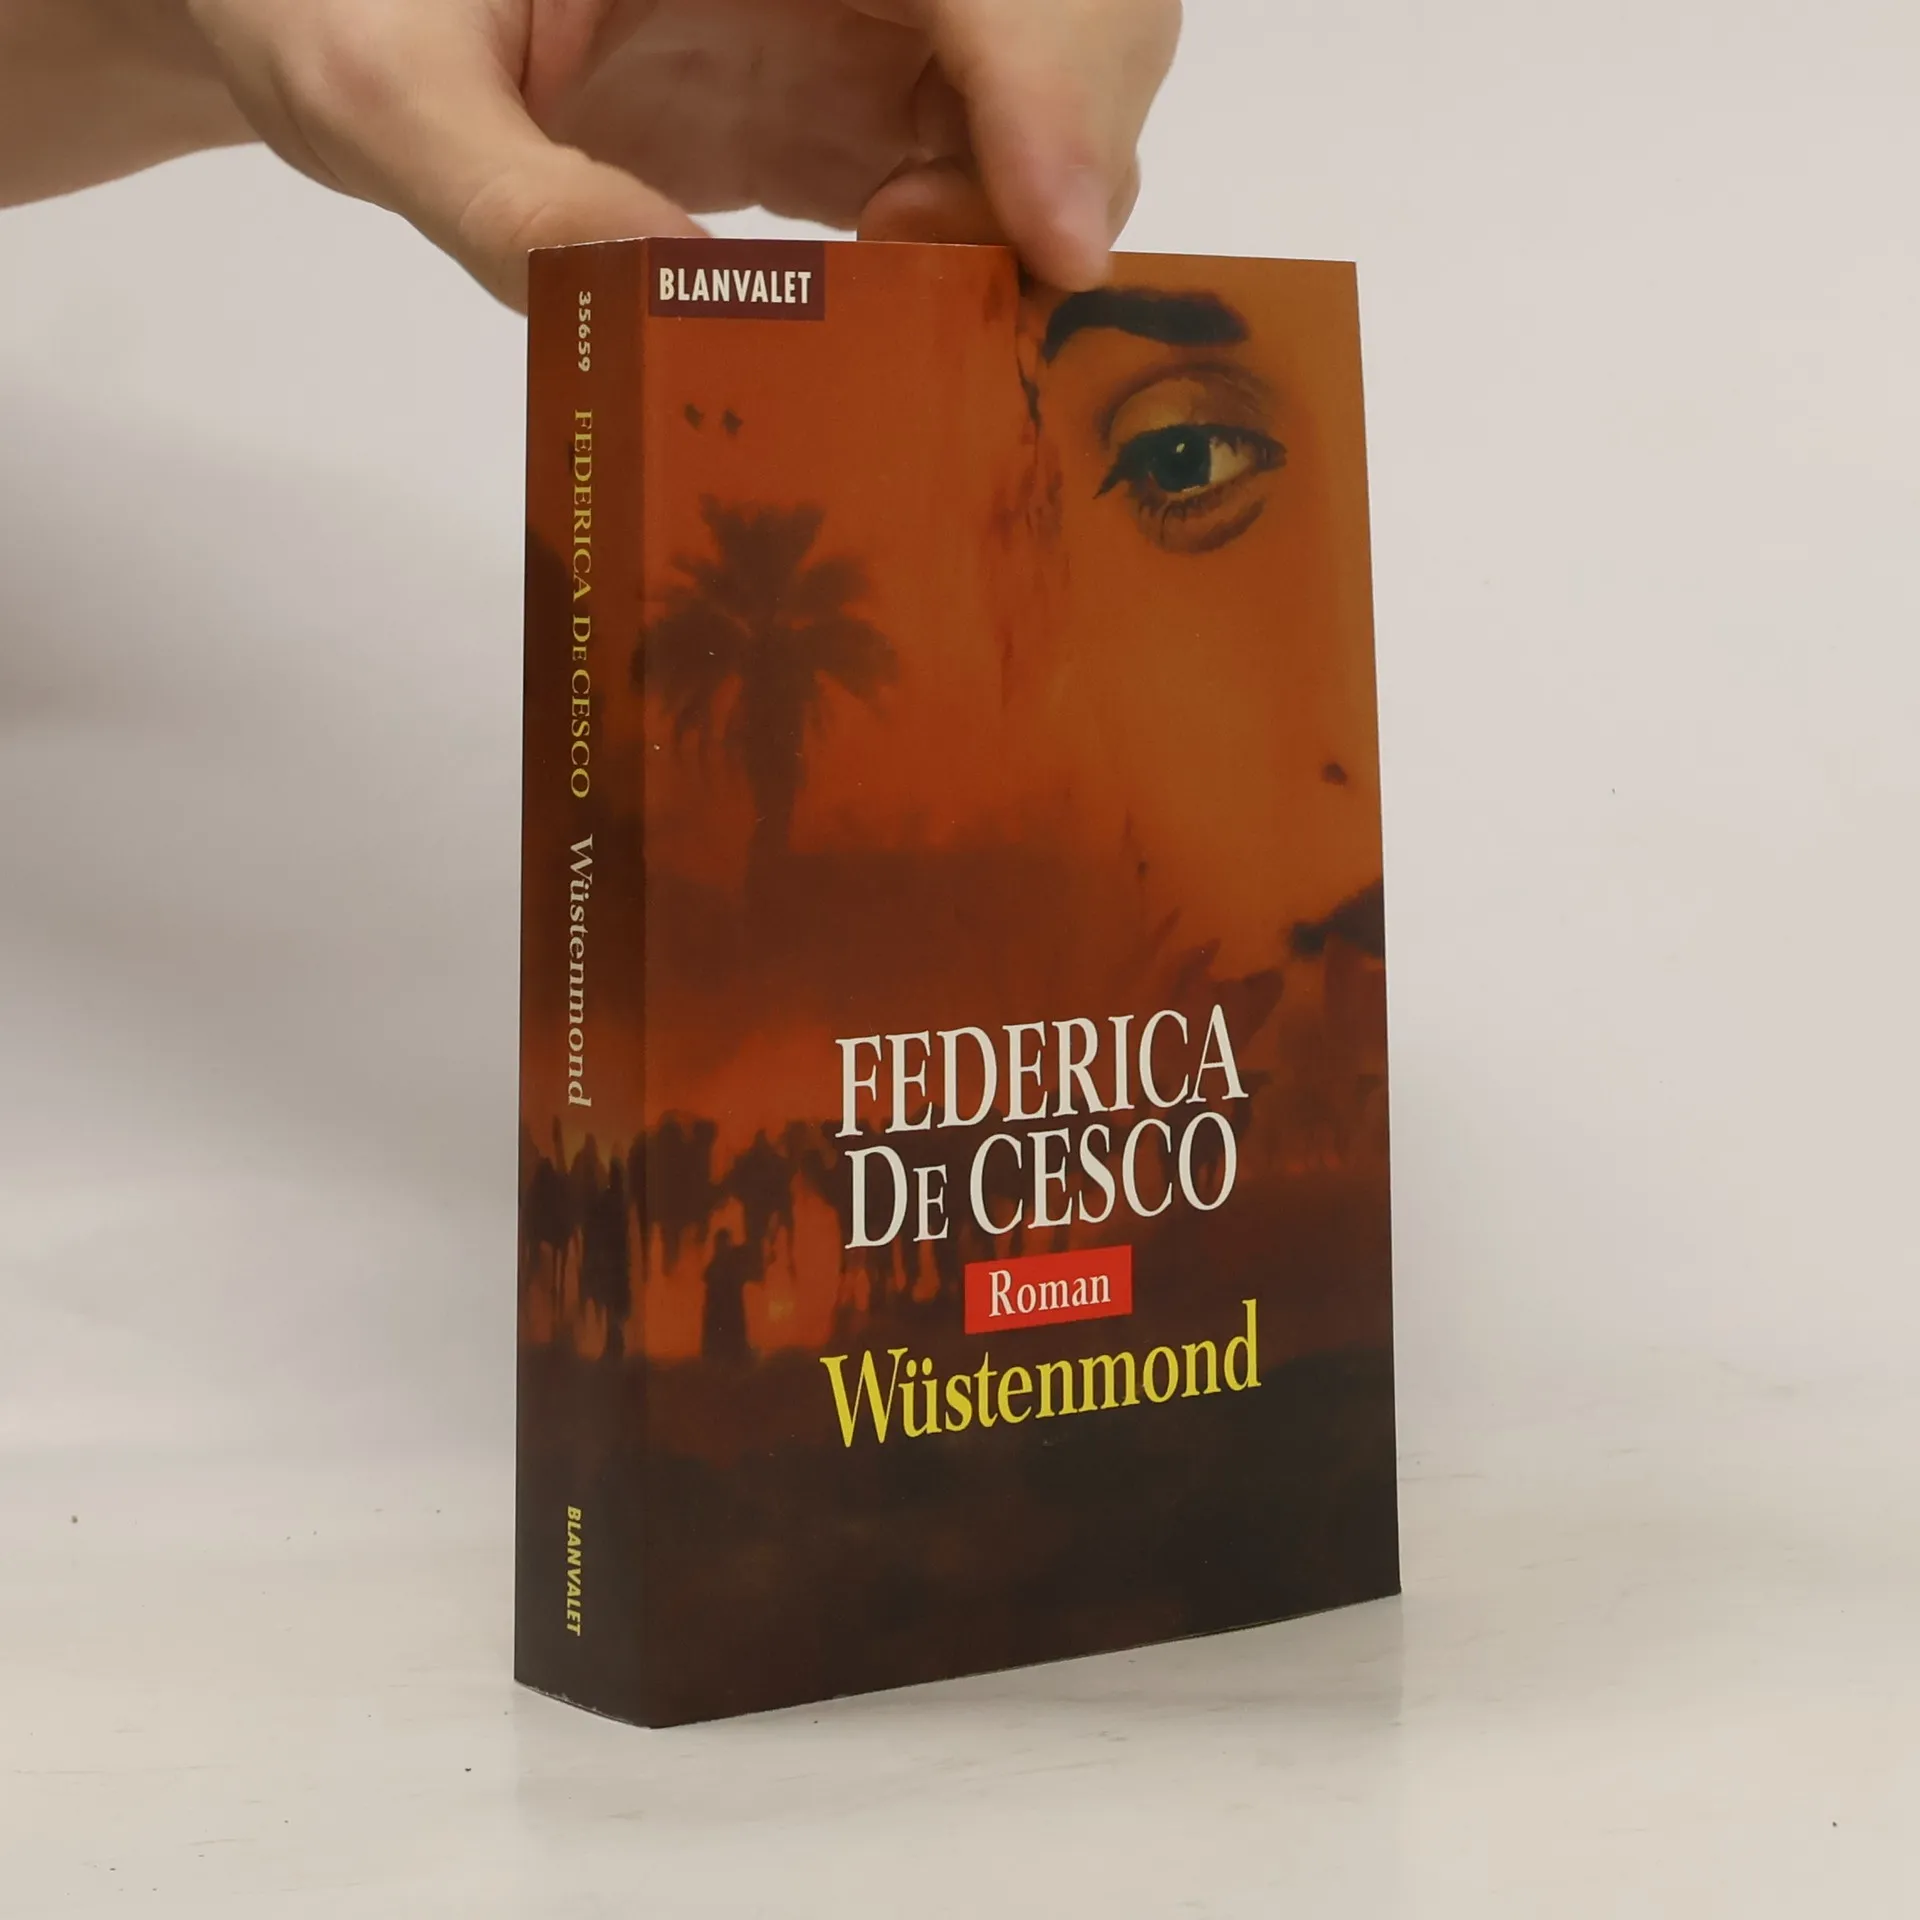 BLANVALET
FEDERICA
DE CESCO
Roman
Wüstenmond
35659 FEDERICA DE CESCO Wüstenmond BLANVALET